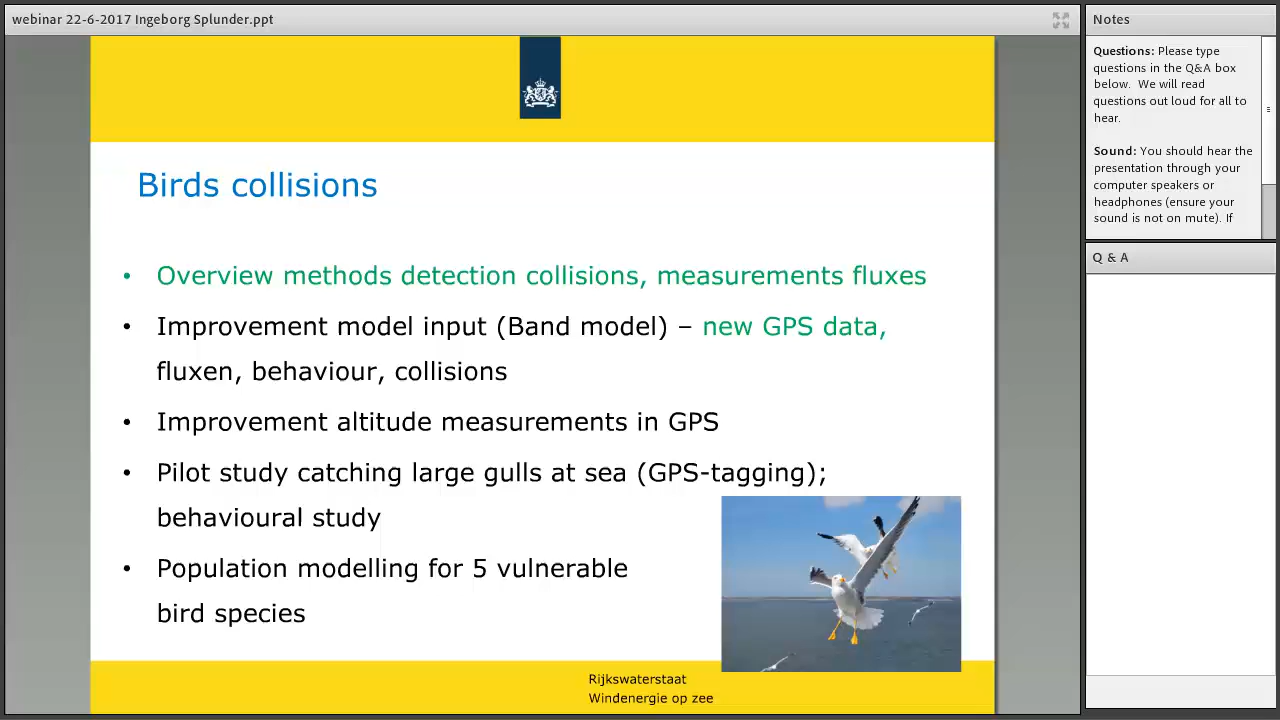 webinar 22-6-2017 Ingeborg Splunder.ppt
Birds collisions
• Overview methods detection collisions, measurements fluxes
• Improvement model input (Band model) – new GPS data,
fluxen, behaviour, collisions
• Improvement altitude measurements in GPS
• Pilot study catching large gulls at sea (GPS-tagging);
behavioural study
• Population modelling for 5 vulnerable
bird species
Rijkswaterstaat
Windenergie op zee
Notes
Questions: Please type
questions in the Q&A box
below. We will read
questions out loud for all to
hear.
Sound: You should hear the
presentation through your
computer speakers or
headphones (ensure your
sound is not on mute). If
Q & A